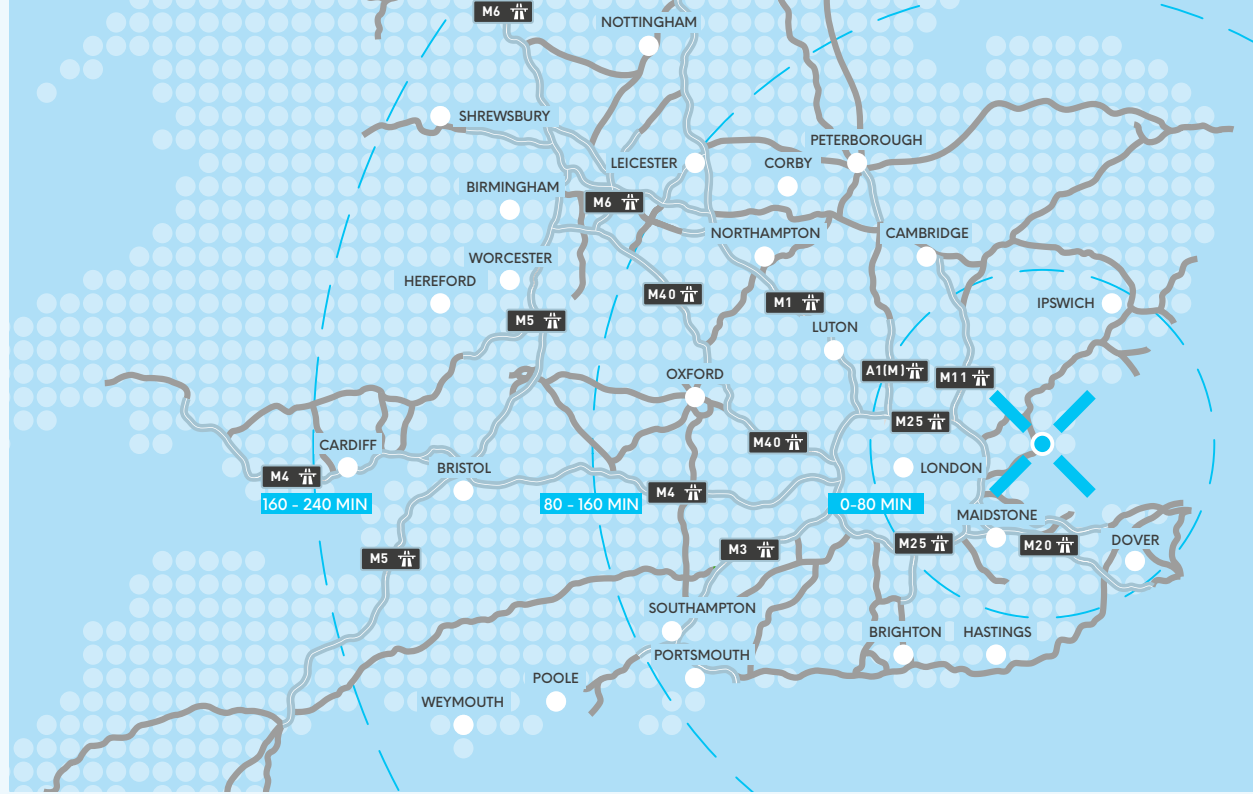 M6
NOTTINGHAM
SHREWSBURY
PETERBOROUGH
LEICESTER
CORBY
BIRMINGHAM
M6
NORTHAMPTON
CAMBRIDGE
WORCESTER
HEREFORD
M40
M1
IPSWICH
M5
LUTON
OXFORD
A1(M)
M11
M25
CARDIFF
M40
BRISTOL
LONDON
M4
M4
160 - 240 MIN
80 - 160 MIN
0-80 MIN
MAIDSTONE
M5
M3
M25
M20
DOVER
SOUTHAMPTON
BRIGHTON
HASTINGS
PORTSMOUTH
POOLE
WEYMOUTH